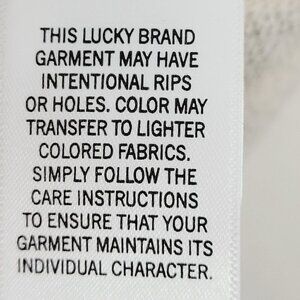 THIS LUCKY BRAND
GARMENT MAY HAVE
INTENTIONAL RIPS
OR HOLES. COLOR MAY
TRANSFER TO LIGHTER
COLORED FABRICS.
SIMPLY FOLLOW THE
CARE INSTRUCTIONS
TO ENSURE THAT YOUR
GARMENT MAINTAINS ITS
INDIVIDUAL CHARACTER.